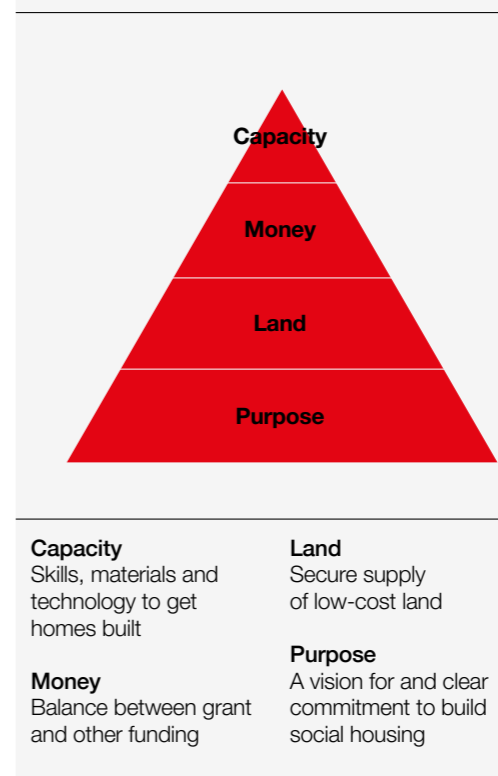 Capacity
Money
Land
Purpose
Capacity
Skills, materials and
technology to get
homes built
Money
Balance between grant
and other funding
Land
Secure supply
of low-cost land
Purpose
A vision for and clear
commitment to build
social housing